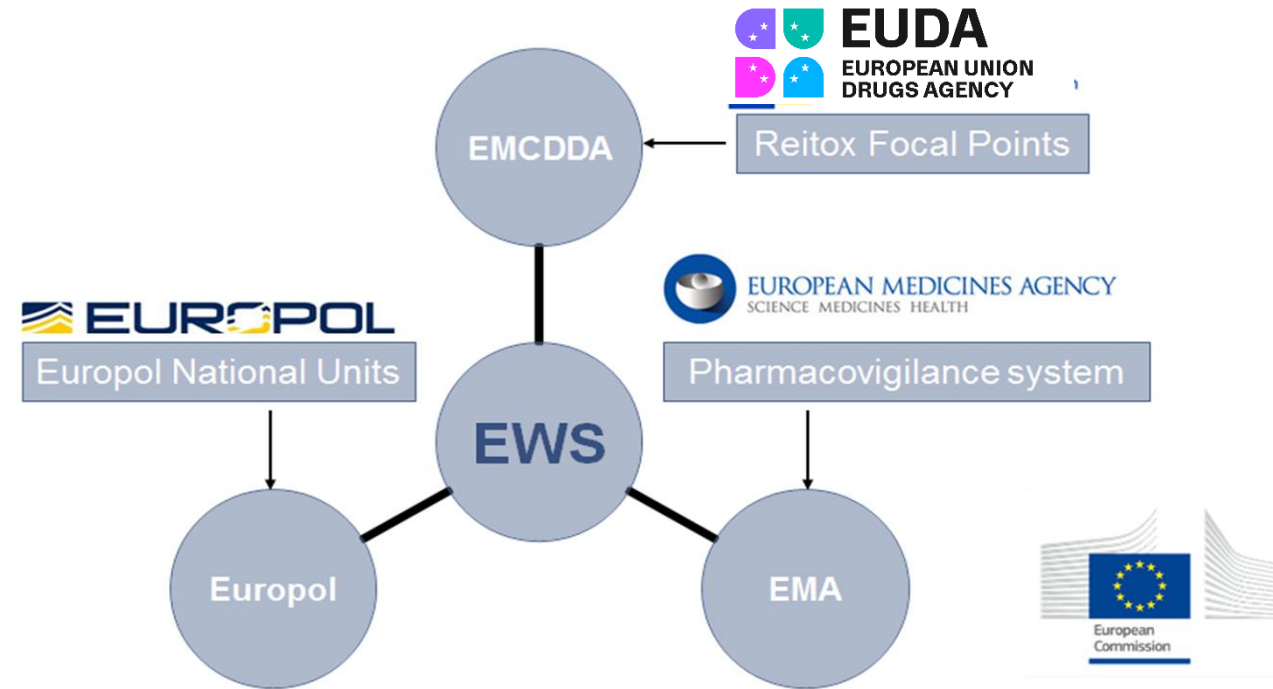 EUDA
EUROPEAN UNION
DRUGS AGENCY
EMCDDA
Reitox Focal Points
EUROPEAN MEDICINES AGENCY
SCIENCE MEDICINES HEALTH
EUROPOL
Europol National Units
Pharmacovigilance system
EWS
Europol
EMA
European
Commission